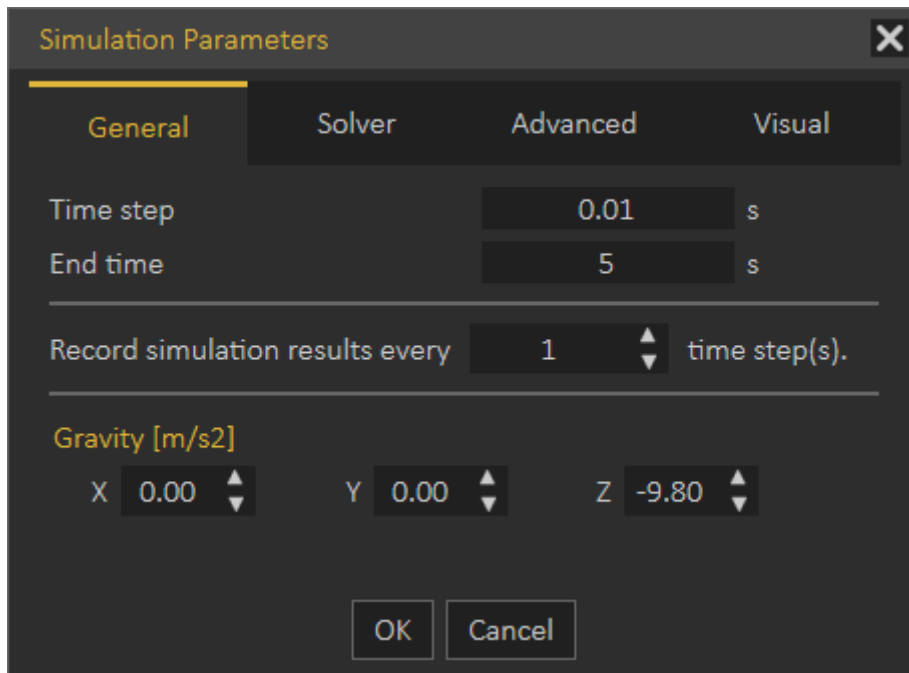 Simulation Parameters
General Solver Advanced Visual
Time step 0.01 s
End time 5 s
Record simulation results every 1 time step(s).
Gravity [m/s2]
X 0.00 Y 0.00 Z -9.80
OK Cancel